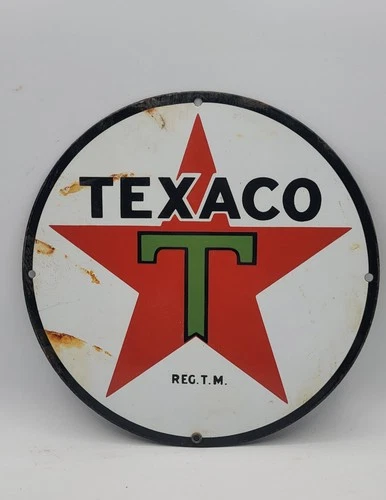 TEXACO
T
REG. T.M.